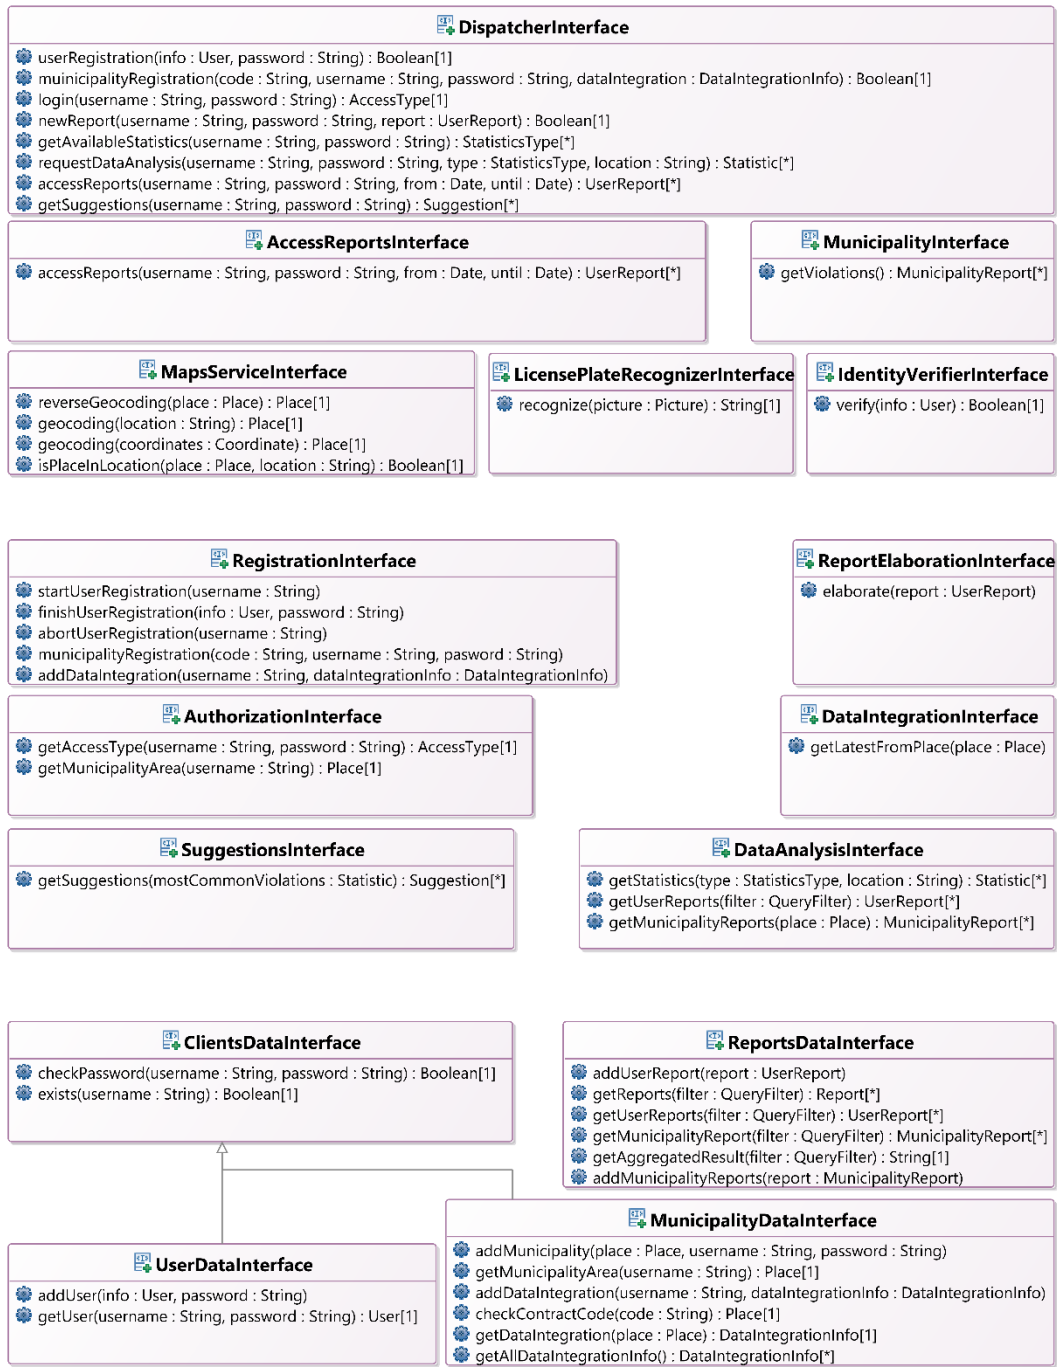 DispatcherInterface
userRegistration(info : User, password : String) : Boolean[1]
muinicipalityRegistration(code : String, username : String, password : String, dataIntegration : DataIntegrationInfo) : Boolean[1]
login(username : String, password : String) : AccessType[1]
newReport(username : String, password : String, report : UserReport) : Boolean[1]
getAvailableStatistics(username : String, password : String) : StatisticsType[*]
requestDataAnalysis(username : String, password : String, type : StatisticsType, location : String) : Statistic[*]
accessReports(username : String, password : String, from : Date, until : Date) : UserReport[*]
getSuggestions(username : String, password : String) : Suggestion[*]
AccessReportsInterface
accessReports(username : String, password : String, from : Date, until : Date) : UserReport[*]
MunicipalityInterface
getViolations() : MunicipalityReport[*]
MapsServiceInterface
reverseGeocoding(place : Place) : Place[1]
geocoding(location : String) : Place[1]
geocoding(coordinates : Coordinate) : Place[1]
isPlaceInLocation(place : Place, location : String) : Boolean[1]
LicensePlateRecognizerInterface
recognize(picture : Picture) : String[1]
IdentityVerifierInterface
verify(info : User) : Boolean[1]
RegistrationInterface
startUserRegistration(username : String)
finishUserRegistration(info : User, password : String)
abortUserRegistration(username : String)
municipalityRegistration(code : String, username : String, pasword : String)
addDataIntegration(username : String, dataIntegrationInfo : DataIntegrationInfo)
ReportElaborationInterface
elaborate(report : UserReport)
AuthorizationInterface
getAccessType(username : String, password : String) : AccessType[1]
getMunicipalityArea(username : String) : Place[1]
DataIntegrationInterface
getLatestFromPlace(place : Place)
SuggestionsInterface
getSuggestions(mostCommonViolations : Statistic) : Suggestion[*]
DataAnalysisInterface
getStatistics(type : StatisticsType, location : String) : Statistic[*]
getUserReports(filter : QueryFilter) : UserReport[*]
getMunicipalityReports(place : Place) : MunicipalityReport[*]
ClientsDataInterface
checkPassword(username : String, password : String) : Boolean[1]
exists(username : String) : Boolean[1]
ReportsDataInterface
addUserReport(report : UserReport)
getReports(filter : QueryFilter) : Report[*]
getUserReports(filter : QueryFilter) : UserReport[*]
getMunicipalityReport(filter : QueryFilter) : MunicipalityReport[*]
getAggregatedResult(filter : QueryFilter) : String[1]
addMunicipalityReports(report : MunicipalityReport)
UserDataInterface
addUser(info : User, password : String)
getUser(username : String, password : String) : User[1]
MunicipalityDataInterface
addMunicipality(place : Place, username : String, password : String)
getMunicipalityArea(username : String) : Place[1]
addDataIntegration(username : String, dataIntegrationInfo : DataIntegrationInfo)
checkContractCode(code : String) : Place[1]
getDataIntegration(place : Place) : DataIntegrationInfo[1]
getAllDataIntegrationInfo() : DataIntegrationInfo[*]